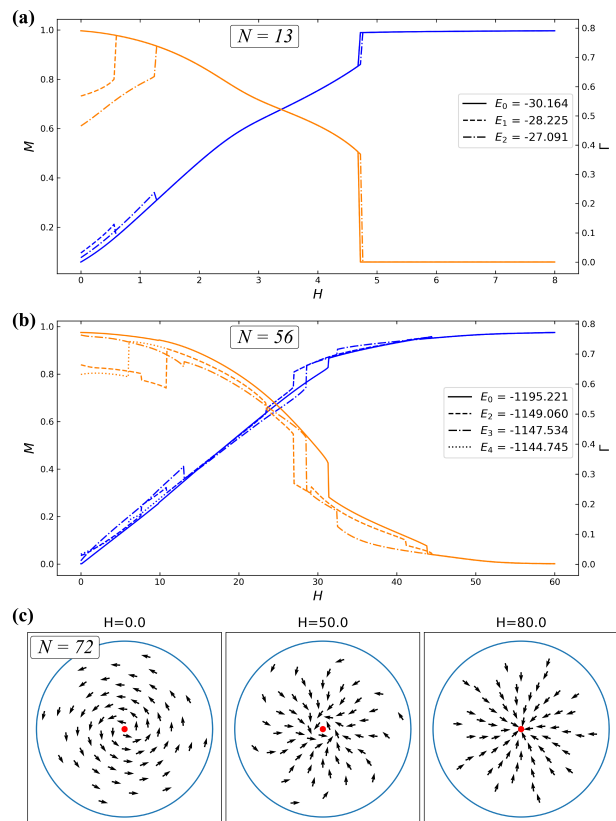 (a)
N = 13
1.0
0.8
0.6
0.4
0.2
M
0.8
0.7
0.6
0.5
0.4
0.3
0.2
0.1
0.0
Γ
E0 = -30.164
E1 = -28.225
E2 = -27.091
0 1 2 3 4 5 6 7 8
H
(b)
N = 56
1.0
0.8
0.6
0.4
0.2
0.0
M
0.8
0.7
0.6
0.5
0.4
0.3
0.2
0.1
0.0
Γ
E0 = -1195.221
E2 = -1149.060
E3 = -1147.534
E4 = -1144.745
0 10 20 30 40 50 60
H
(c)
H=0.0 H=50.0 H=80.0
N = 72